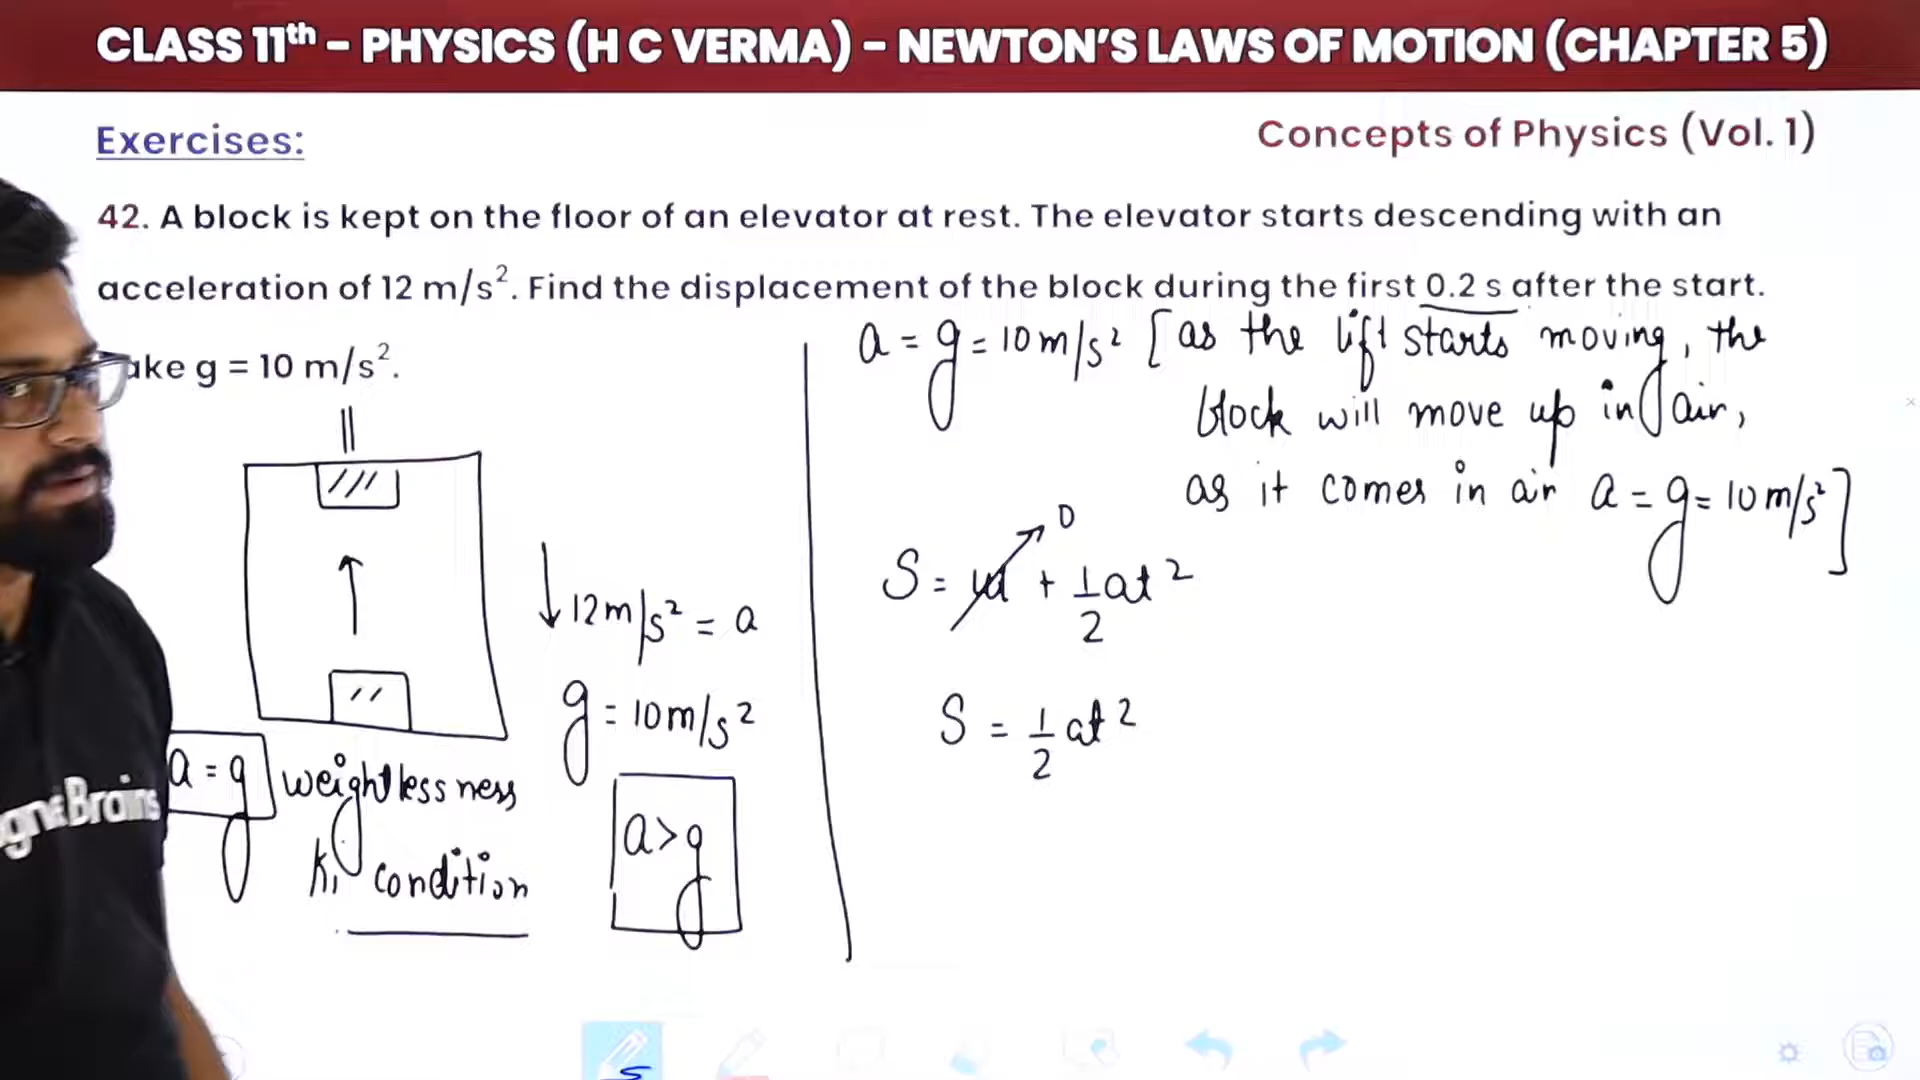 CLASS 11th – PHYSICS (H C VERMA) – NEWTON'S LAWS OF MOTION (CHAPTER 5)
Exercises:
Concepts of Physics (Vol. 1)
42. A block is kept on the floor of an elevator at rest. The elevator starts descending with an
acceleration of 12 m/s². Find the displacement of the block during the first 0.2 s after the start.
ake g = 10 m/s².
a = g = 10 m/s² [as the lift starts moving, the
block will move up in air,
as it comes in air a = g = 10 m/s²]
0
S = ut + 1/2 at²
S = 1/2 at²
12 m/s² = a
g = 10 m/s²
a = g weightlessness
ki condition
a > g
gnetBrains